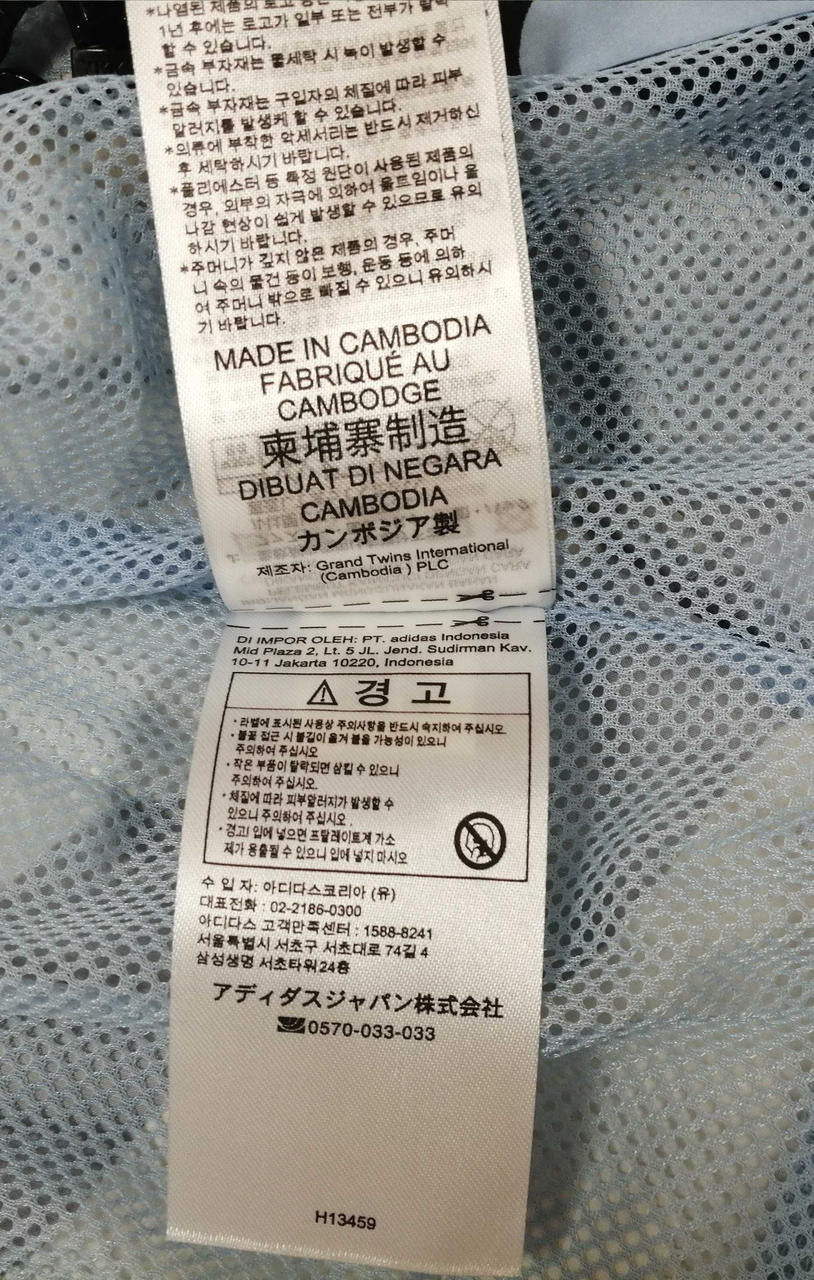 *나염된 제품의 로고
1년 후에는 로고가 일부 또는 전부가 탈락
할 수 있습니다.
*금속 부자재는 물세탁 시 녹이 발생할 수
있습니다.
*금속 부자재는 구입자의 체질에 따라 피부
알러지를 발생케 할 수 있습니다.
*의류에 부착한 악세서리는 반드시 제거하신
후 세탁하시기 바랍니다.
*폴리에스터 등 특정 원단이 사용된 제품의
경우, 외부의 자극에 의하여 올트임이나 올
나감 현상이 쉽게 발생할 수 있으므로 유의
하시기 바랍니다.
*주머니가 깊지 않은 제품의 경우, 주머
니 속의 물건 등이 보행, 운동 등에 의하
여 주머니 밖으로 빠질 수 있으니 유의하시
기 바랍니다.
MADE IN CAMBODIA
FABRIQUÉ AU
CAMBODGE
柬埔寨制造
DIBUAT DI NEGARA
CAMBODIA
カンボジア製
제조자: Grand Twins International
(Cambodia ) PLC
DI IMPOR OLEH: PT. adidas Indonesia
Mid Plaza 2, Lt. 5 JL. Jend. Sudirman Kav.
10-11 Jakarta 10220, Indonesia
경 고
· 라벨에 표시된 사용상 주의사항을 반드시 숙지하여 주십시오.
· 불꽃 접근 시 불길이 옮겨 붙을 가능성이 있으니
주의하여 주십시오
· 작은 부품이 탈락되면 삼킬 수 있으니
주의하여 주십시오.
· 체질에 따라 피부알러지가 발생할 수
있으니 주의하여 주십시오 .
· 경고! 입에 넣으면 프탈레이트계 가소
제가 용출될 수 있으니 입에 넣지 마시오
수 입 자: 아디다스코리아 (유)
대표전화 : 02-2186-0300
아디다스 고객만족센터 : 1588-8241
서울특별시 서초구 서초대로 74길 4
삼성생명 서초타워24층
アディダスジャパン株式会社
0570-033-033
H13459